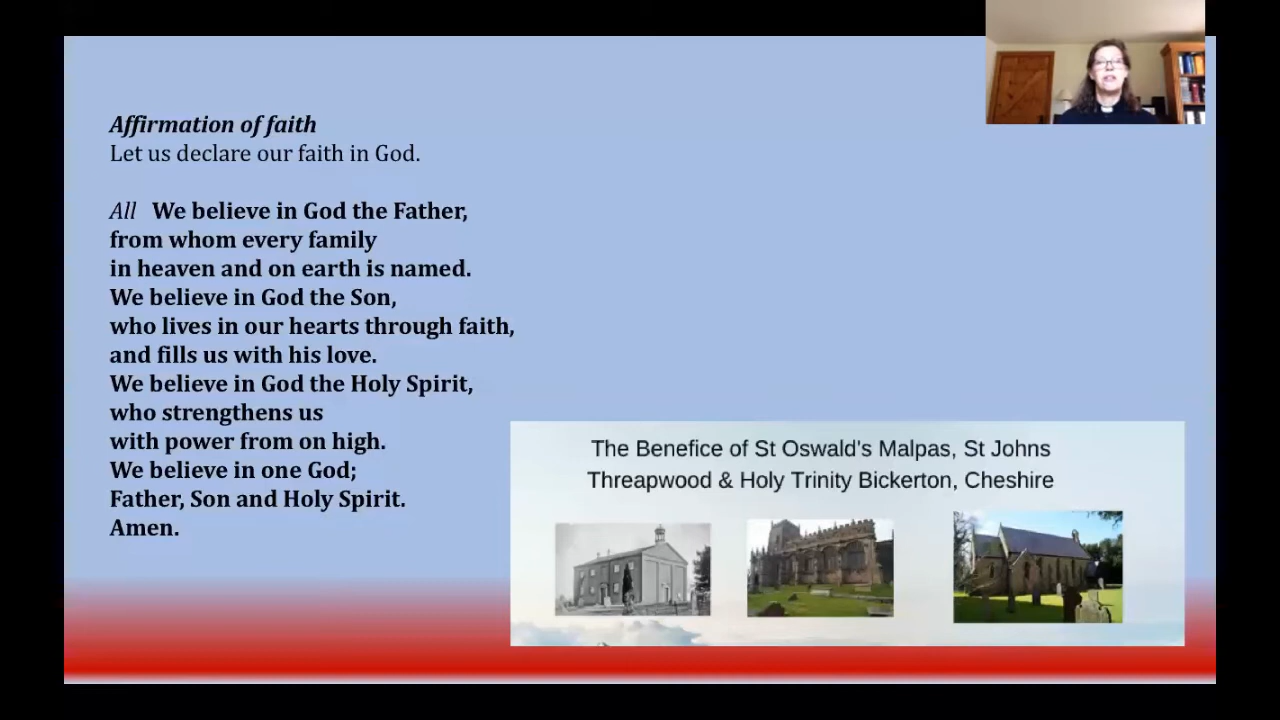 Affirmation of faith
Let us declare our faith in God.
All We believe in God the Father,
from whom every family
in heaven and on earth is named.
We believe in God the Son,
who lives in our hearts through faith,
and fills us with his love.
We believe in God the Holy Spirit,
who strengthens us
with power from on high.
We believe in one God;
Father, Son and Holy Spirit.
Amen.
The Benefice of St Oswald's Malpas, St Johns
Threapwood & Holy Trinity Bickerton, Cheshire